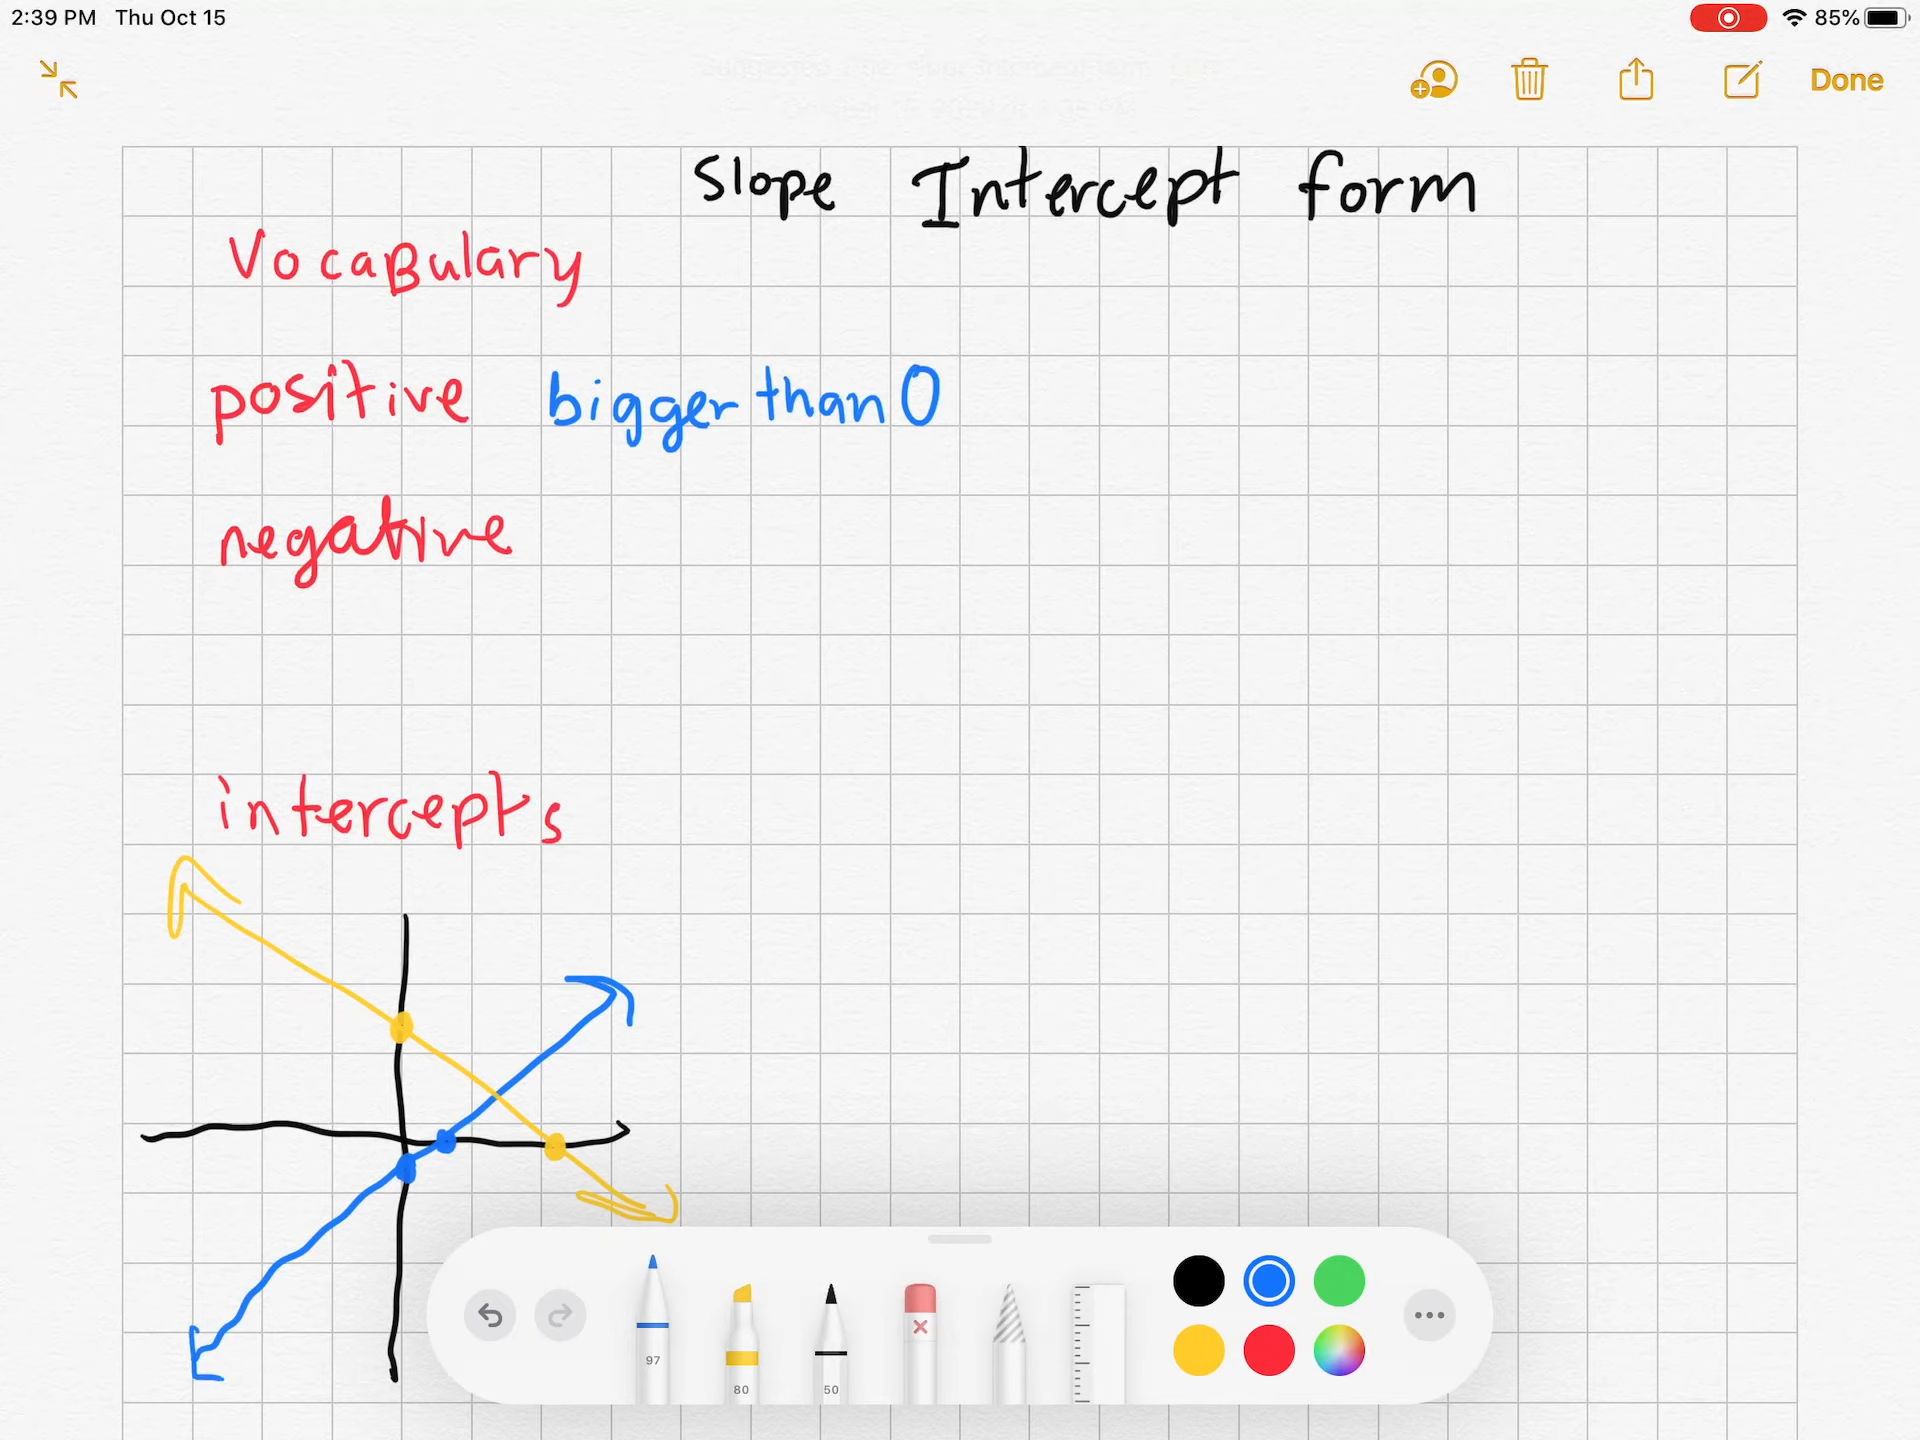 2:39 PM Thu Oct 15 85%
Done
Slope Intercept form
VocaBulary
positive bigger than 0
negative
intercepts
97 80 50